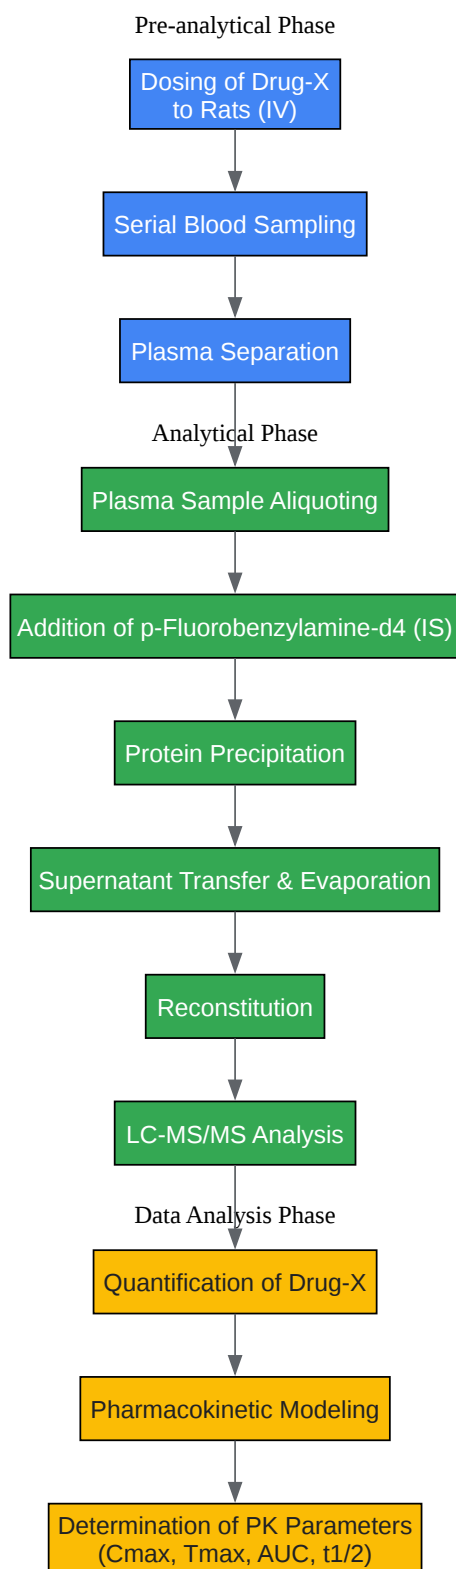 Pre-analytical Phase
Dosing of Drug-X
to Rats (IV)
Serial Blood Sampling
Plasma Separation
Analytical Phase
Plasma Sample Aliquoting
Addition of p-Fluorobenzylamine-d4 (IS)
Protein Precipitation
Supernatant Transfer & Evaporation
Reconstitution
LC-MS/MS Analysis
Data Analysis Phase
Quantification of Drug-X
Pharmacokinetic Modeling
Determination of PK Parameters
(Cmax, Tmax, AUC, t1/2)